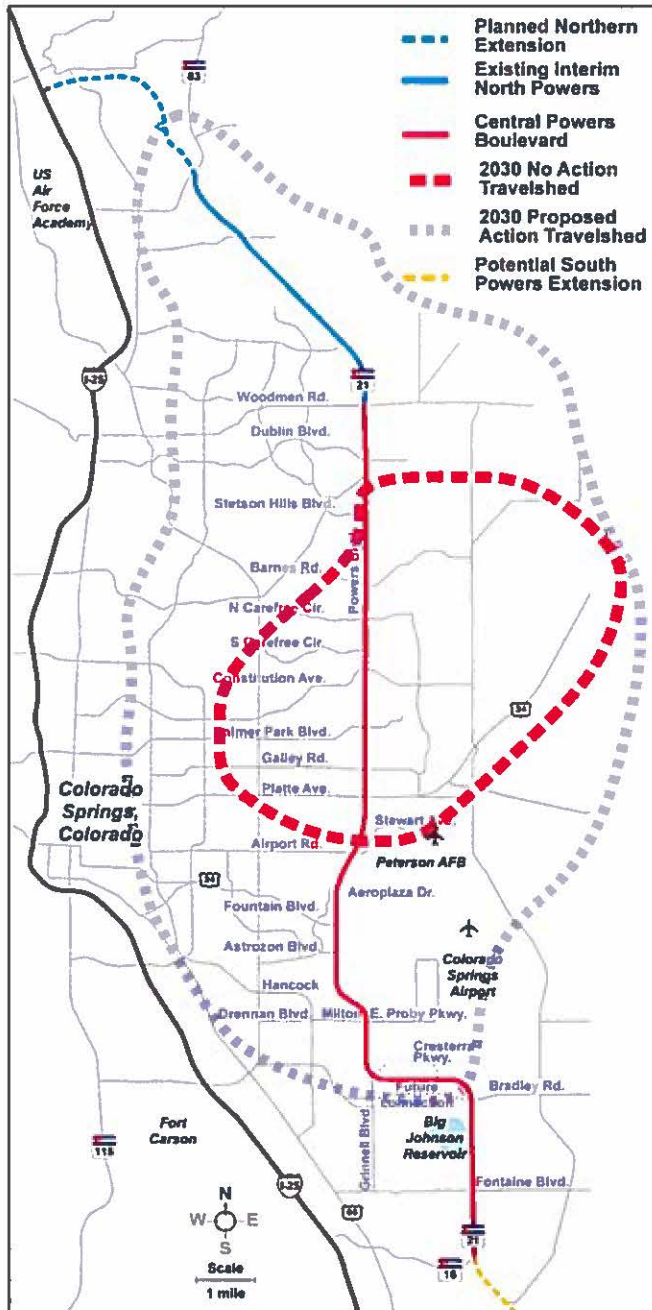 Planned Northern
Extension
Existing Interim
North Powers
Central Powers
Boulevard
2030 No Action
Travelshed
2030 Proposed
Action Travelshed
Potential South
Powers Extension
83
US
Air
Force
Academy
I-25
21
Woodmen Rd.
Dublin Blvd.
Stetson Hills Blvd.
Barnes Rd.
Powers
N Carefree Cir.
S Carefree Cir.
Constitution Ave.
Palmer Park Blvd.
Galley Rd.
Platte Ave.
Colorado
Springs,
Colorado
Stewart Ave.
Airport Rd.
Peterson AFB
Aeroplaza Dr.
Fountain Blvd.
Astrozon Blvd.
Colorado
Springs
Airport
Hancock
Drennan Blvd.
Milton E. Proby Pkwy.
Cresterra
Pkwy.
Future
Connection
Bradley Rd.
Big
Johnson
Reservoir
Grinnell Blvd.
Fort
Carson
115
I-25
Fontaine Blvd.
N
W
E
S
Scale
1 mile
21
16